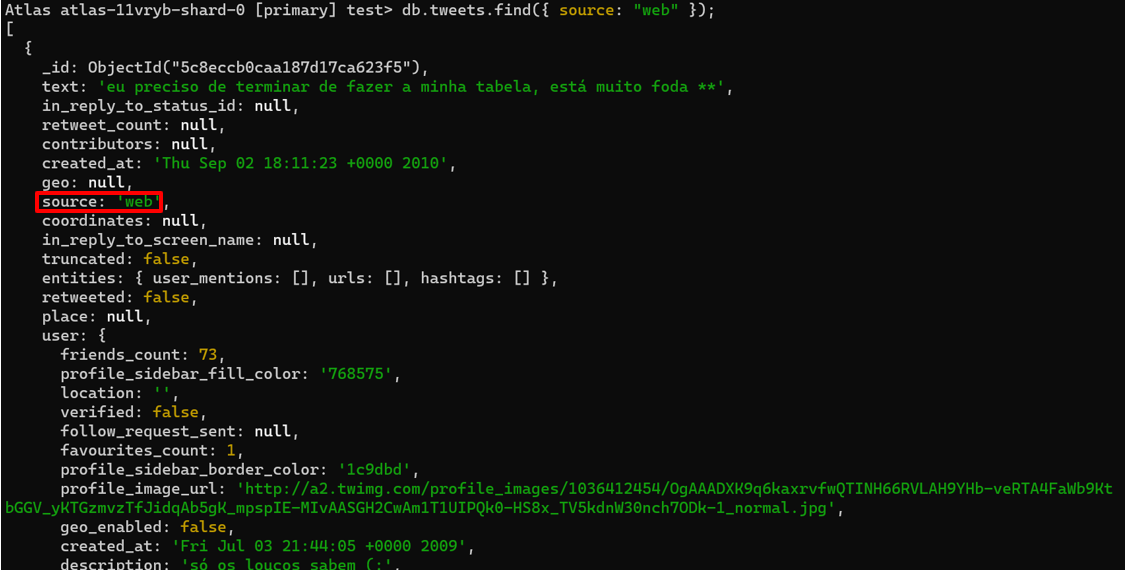 Atlas atlas-11vryb-shard-0 [primary] test> db.tweets.find({ source: "web" });
[
  {
    _id: ObjectId("5c8eccb0caa187d17ca623f5"),
    text: 'eu preciso de terminar de fazer a minha tabela, está muito foda **',
    in_reply_to_status_id: null,
    retweet_count: null,
    contributors: null,
    created_at: 'Thu Sep 02 18:11:23 +0000 2010',
    geo: null,
    source: 'web',
    coordinates: null,
    in_reply_to_screen_name: null,
    truncated: false,
    entities: { user_mentions: [], urls: [], hashtags: [] },
    retweeted: false,
    place: null,
    user: {
      friends_count: 73,
      profile_sidebar_fill_color: '768575',
      location: '',
      verified: false,
      follow_request_sent: null,
      favourites_count: 1,
      profile_sidebar_border_color: '1c9dbd',
      profile_image_url: 'http://a2.twimg.com/profile_images/1036412454/OgAAADXK9q6kaxrvfwQTINH66RVLAH9YHb-veRTA4FaWb9Kt
bGGV_yKTGzmvzTfJidqAb5gK_mpspIE-MIvAASGH2CwAm1T1UIPQk0-HS8x_TV5kdnW30nch7ODk-1_normal.jpg',
      geo_enabled: false,
      created_at: 'Fri Jul 03 21:44:05 +0000 2009',
      description: 'só os loucos sabem (:',